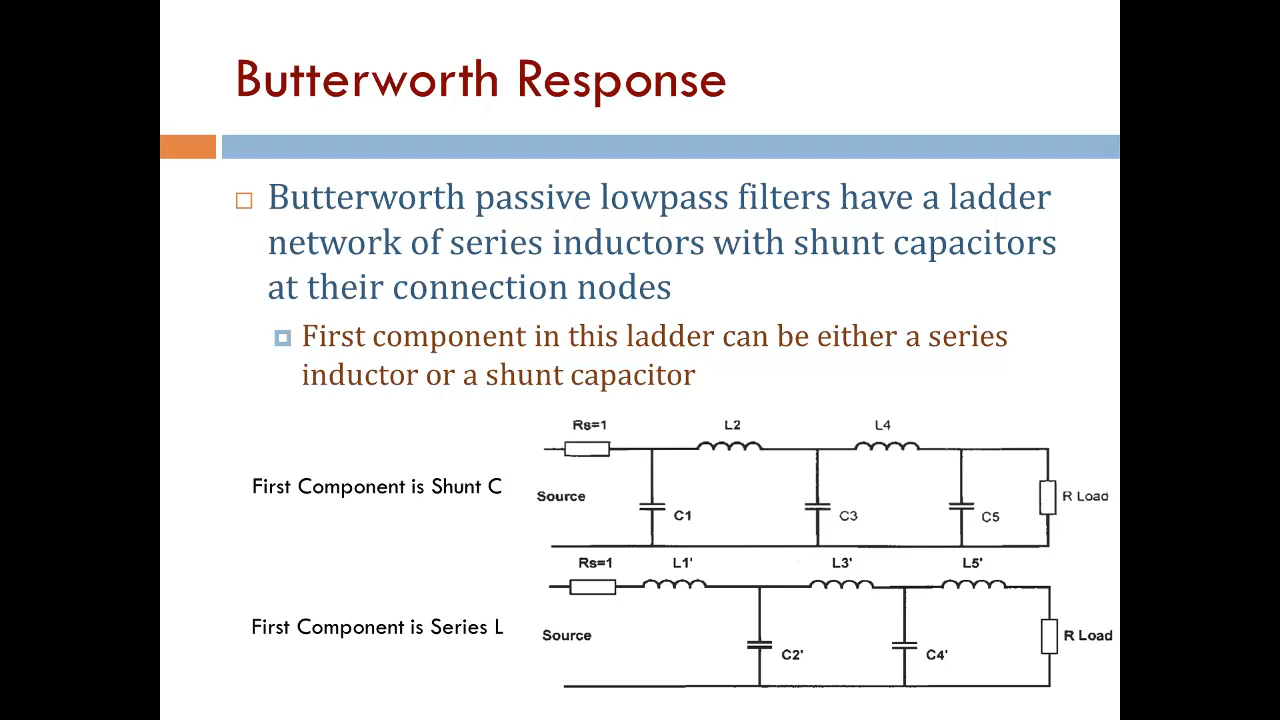 Butterworth Response
Butterworth passive lowpass filters have a ladder
network of series inductors with shunt capacitors
at their connection nodes
First component in this ladder can be either a series
inductor or a shunt capacitor
Rs=1 L2 L4
First Component is Shunt C
Source C1 C3 C5 R Load
Rs=1 L1' L3' L5'
First Component is Series L
Source C2' C4' R Load